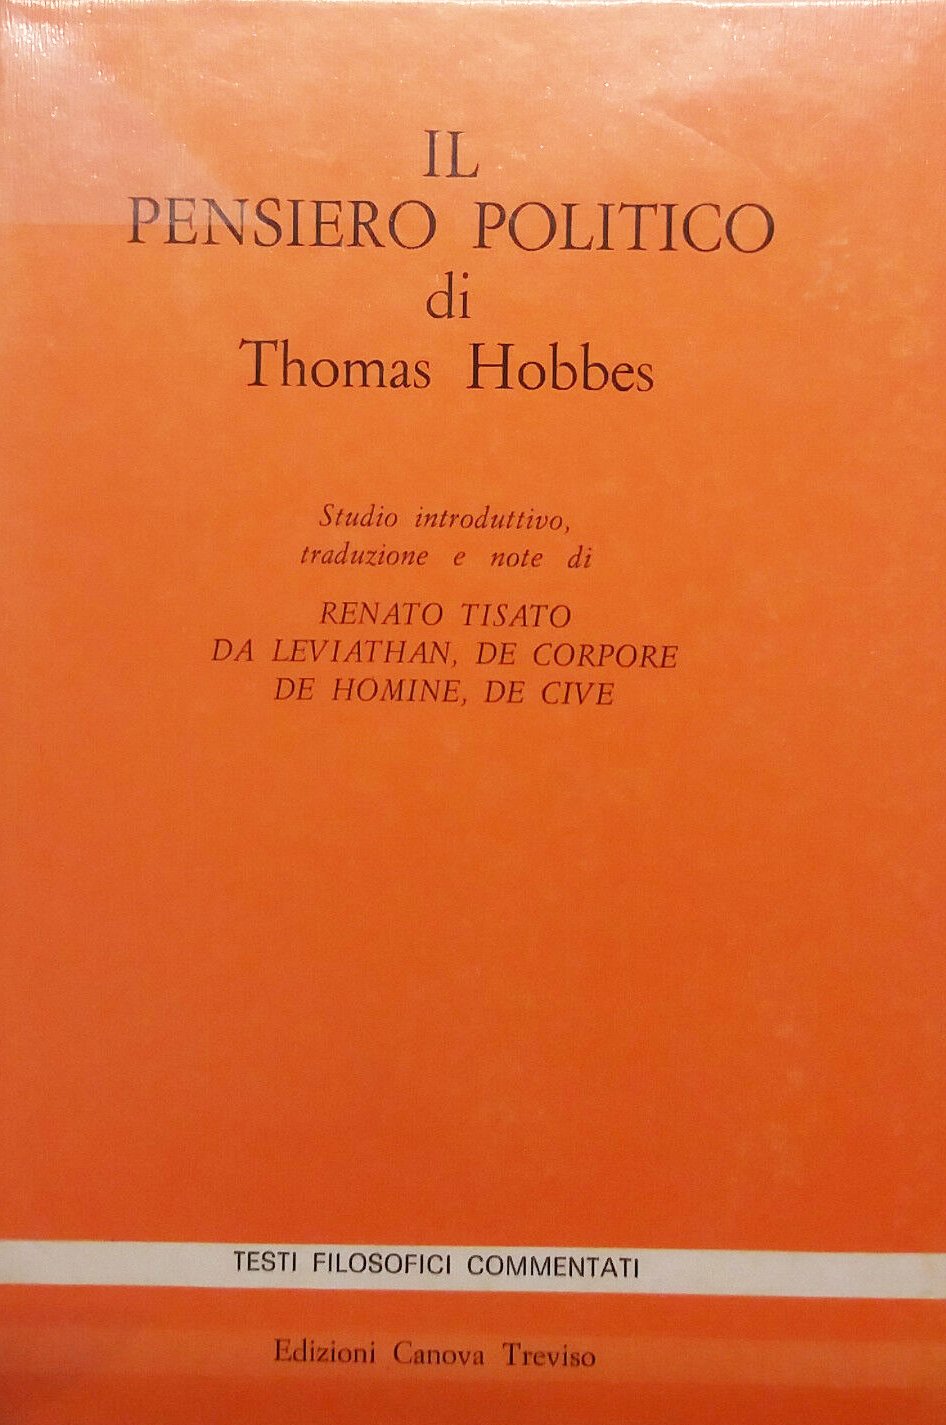 IL
PENSIERO POLITICO
di
Thomas Hobbes
Studio introduttivo,
traduzione e note di
RENATO TISATO
DA LEVIATHAN, DE CORPORE
DE HOMINE, DE CIVE
TESTI FILOSOFICI COMMENTATI
Edizioni Canova Treviso